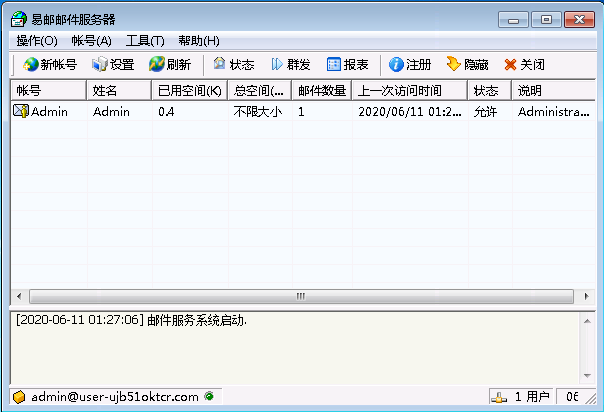 易邮邮件服务器
操作(O) 帐号(A) 工具(T) 帮助(H)
新帐号 设置 刷新 状态 群发 报表 注册 隐藏 关闭
帐号 姓名 已用空间(K) 总空间(... 邮件数量 上一次访问时间 状态 说明
Admin Admin 0.4 不限大小 1 2020/06/11 01:2... 允许 Administra...
[2020-06-11 01:27:06] 邮件服务系统启动.
admin@user-ujb51oktcr.com 1 用户 06